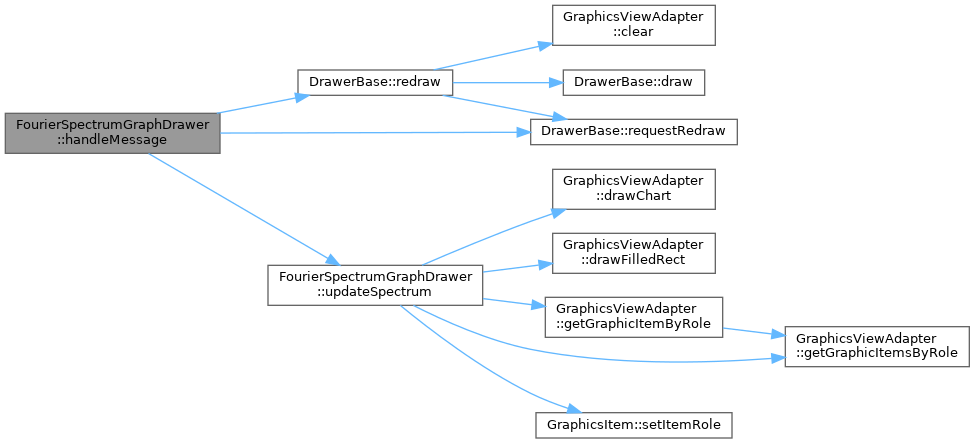 GraphicsViewAdapter
::clear
DrawerBase::redraw
DrawerBase::draw
FourierSpectrumGraphDrawer
::handleMessage
DrawerBase::requestRedraw
GraphicsViewAdapter
::drawChart
GraphicsViewAdapter
::drawFilledRect
FourierSpectrumGraphDrawer
::updateSpectrum
GraphicsViewAdapter
::getGraphicItemByRole
GraphicsViewAdapter
::getGraphicItemsByRole
GraphicsItem::setItemRole